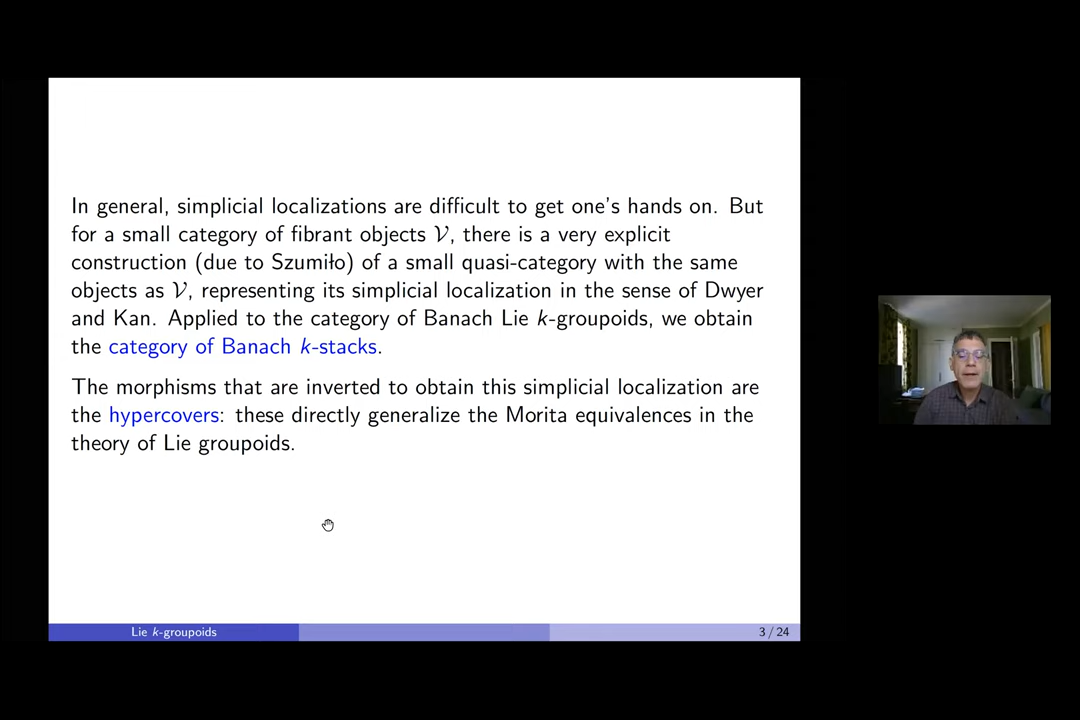 In general, simplicial localizations are difficult to get one's hands on. But
for a small category of fibrant objects 𝒱, there is a very explicit
construction (due to Szumiło) of a small quasi-category with the same
objects as 𝒱, representing its simplicial localization in the sense of Dwyer
and Kan. Applied to the category of Banach Lie k-groupoids, we obtain
the category of Banach k-stacks.
The morphisms that are inverted to obtain this simplicial localization are
the hypercovers: these directly generalize the Morita equivalences in the
theory of Lie groupoids.
Lie k-groupoids
3 / 24